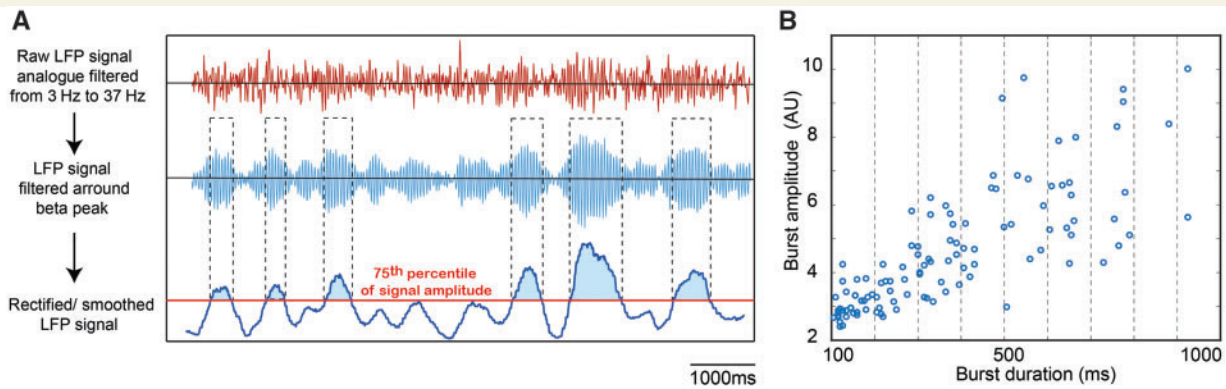 A
Raw LFP signal
analogue filtered
from 3 Hz to 37 Hz
LFP signal
filtered arround
beta peak
Rectified/ smoothed
LFP signal
75th percentile
of signal amplitude
1000ms
B
Burst amplitude (AU)
10
8
6
4
2
100
500
1000
Burst duration (ms)